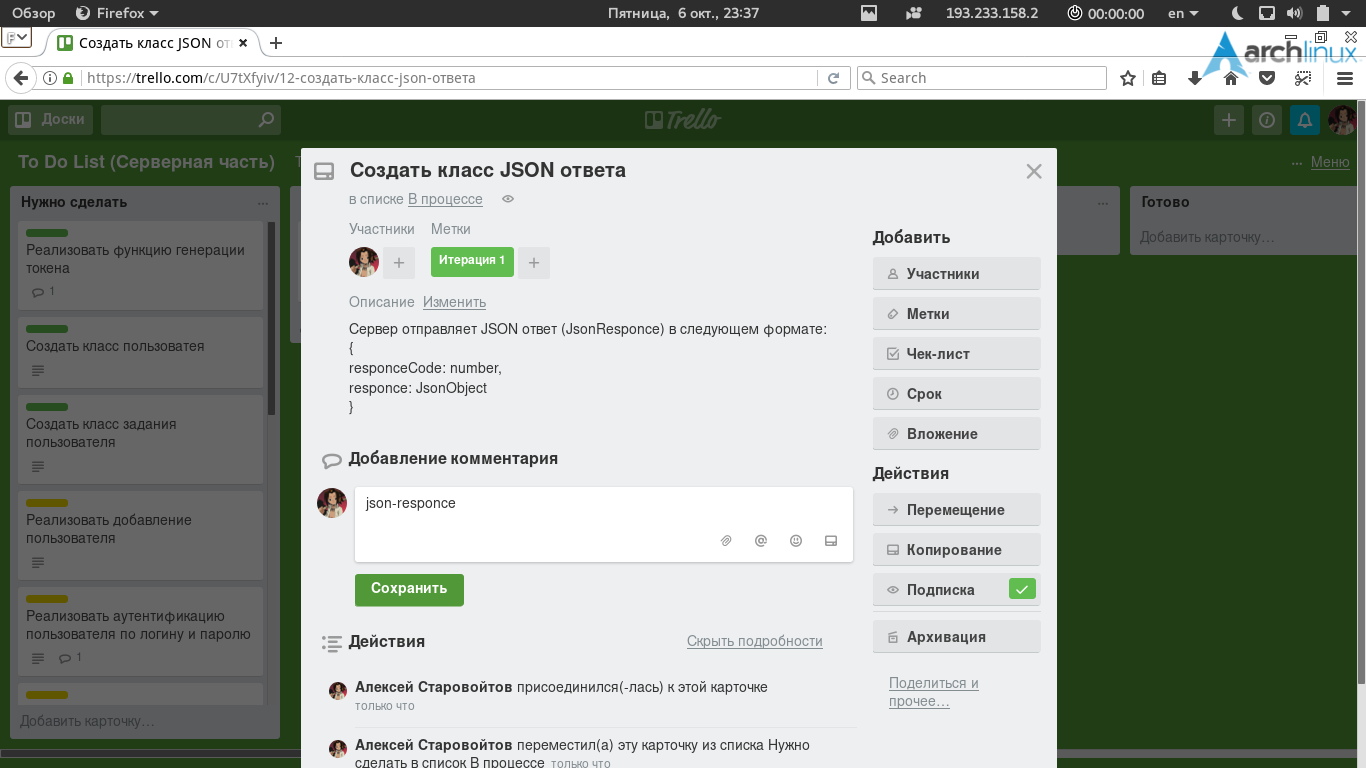 Обзор Firefox Пятница, 6 окт., 23:37 193.233.158.2 00:00:00 en
F Создать класс JSON отв
archlinux
https://trello.com/c/U7tXfyiv/12-создать-класс-json-ответа Search
Доски Trello
To Do List (Серверная часть) ... Меню
Нужно сделать ...
Реализовать функцию генерации
токена
1
Создать класс пользоватея
Создать класс задания
пользователя
Реализовать добавление
пользователя
Реализовать аутентификацию
пользователя по логину и паролю
1
Добавить карточку…
Создать класс JSON ответа
в списке В процессе
Участники Метки
Итерация 1
Описание Изменить
Сервер отправляет JSON ответ (JsonResponce) в следующем формате:
{
responceCode: number,
responce: JsonObject
}
Добавление комментария
json-responce
Сохранить
Действия Скрыть подробности
Алексей Старовойтов присоединился(-лась) к этой карточке
только что
Алексей Старовойтов переместил(а) эту карточку из списка Нужно
сделать в список В процессе только что
Добавить
Участники
Метки
Чек-лист
Срок
Вложение
Действия
Перемещение
Копирование
Подписка
Архивация
Поделиться и
прочее…
... Готово
Добавить карточку…